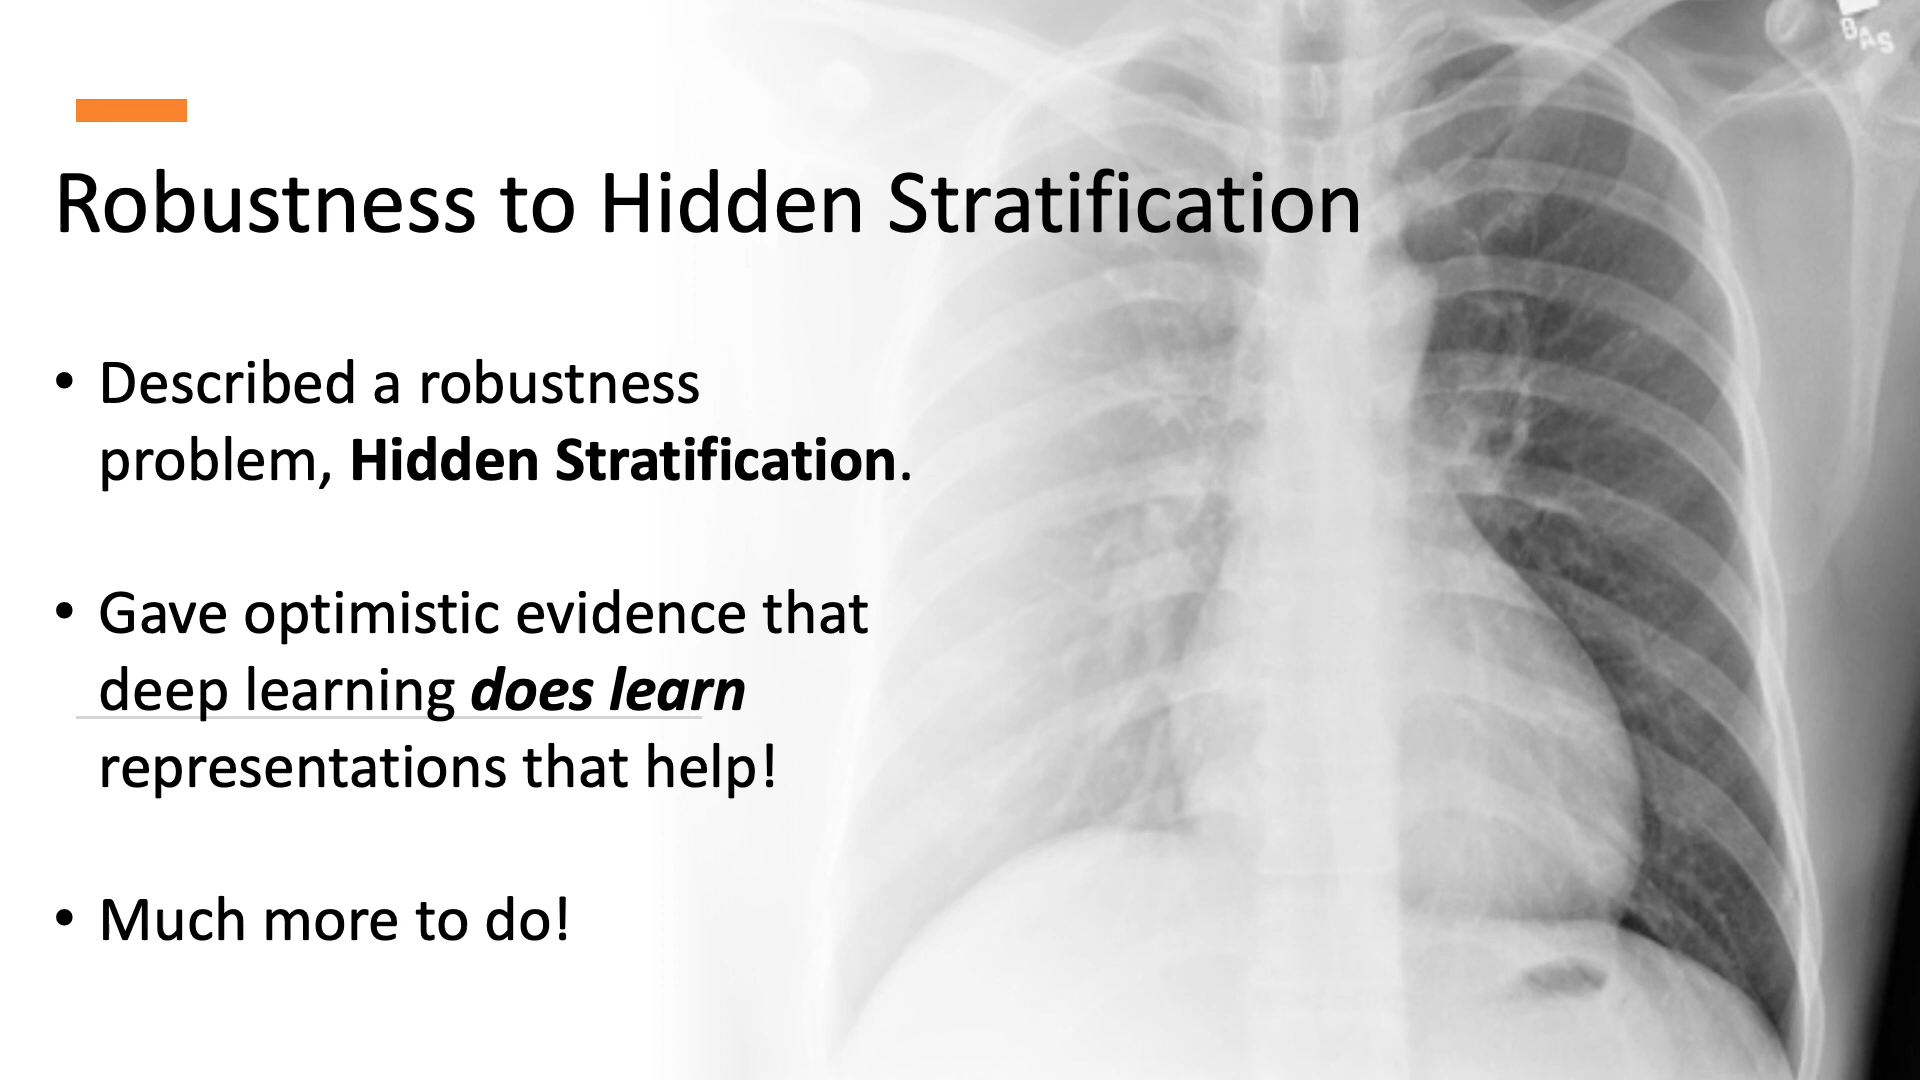 BAS
Robustness to Hidden Stratification
• Described a robustness
problem, Hidden Stratification.
• Gave optimistic evidence that
deep learning does learn
representations that help!
• Much more to do!